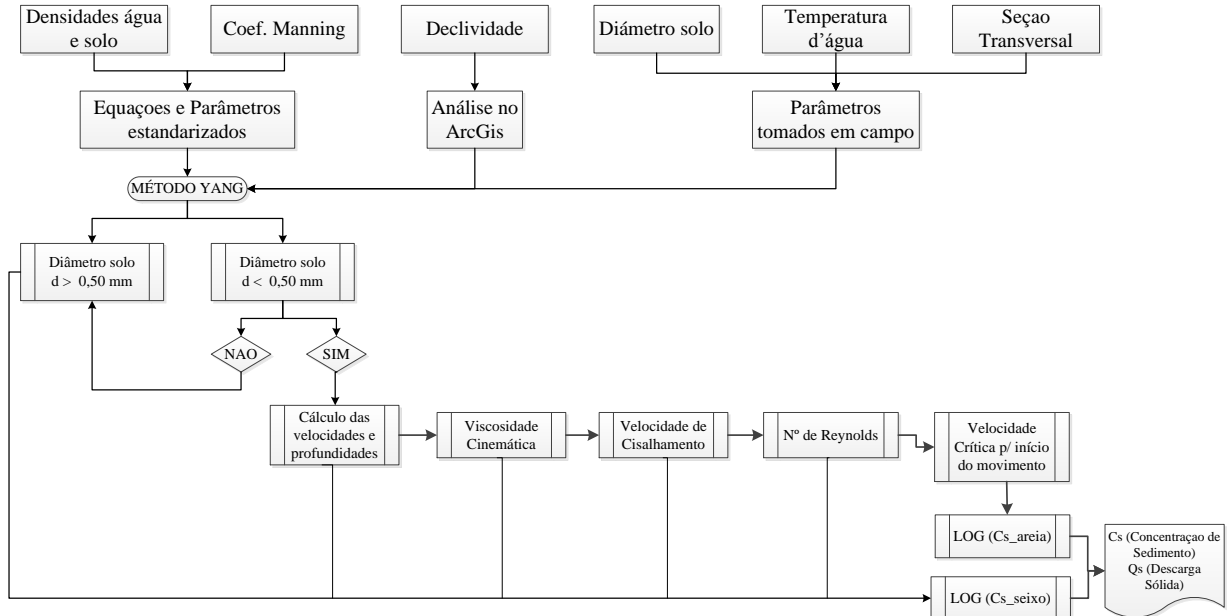 Densidades água
e solo
Coef. Manning
Declividade
Diámetro solo
Temperatura
d’água
Seçao
Transversal
Equaçoes e Parâmetros
estandarizados
Análise no
ArcGis
Parâmetros
tomados em campo
MÉTODO YANG
Diâmetro solo
d > 0,50 mm
Diâmetro solo
d < 0,50 mm
NAO
SIM
Cálculo das
velocidades e
profundidades
Viscosidade
Cinemática
Velocidade de
Cisalhamento
Nº de Reynolds
Velocidade
Crítica p/ início
do movimento
LOG (Cs_areia)
Cs (Concentraçao de
Sedimento)
Qs (Descarga
Sólida)
LOG (Cs_seixo)